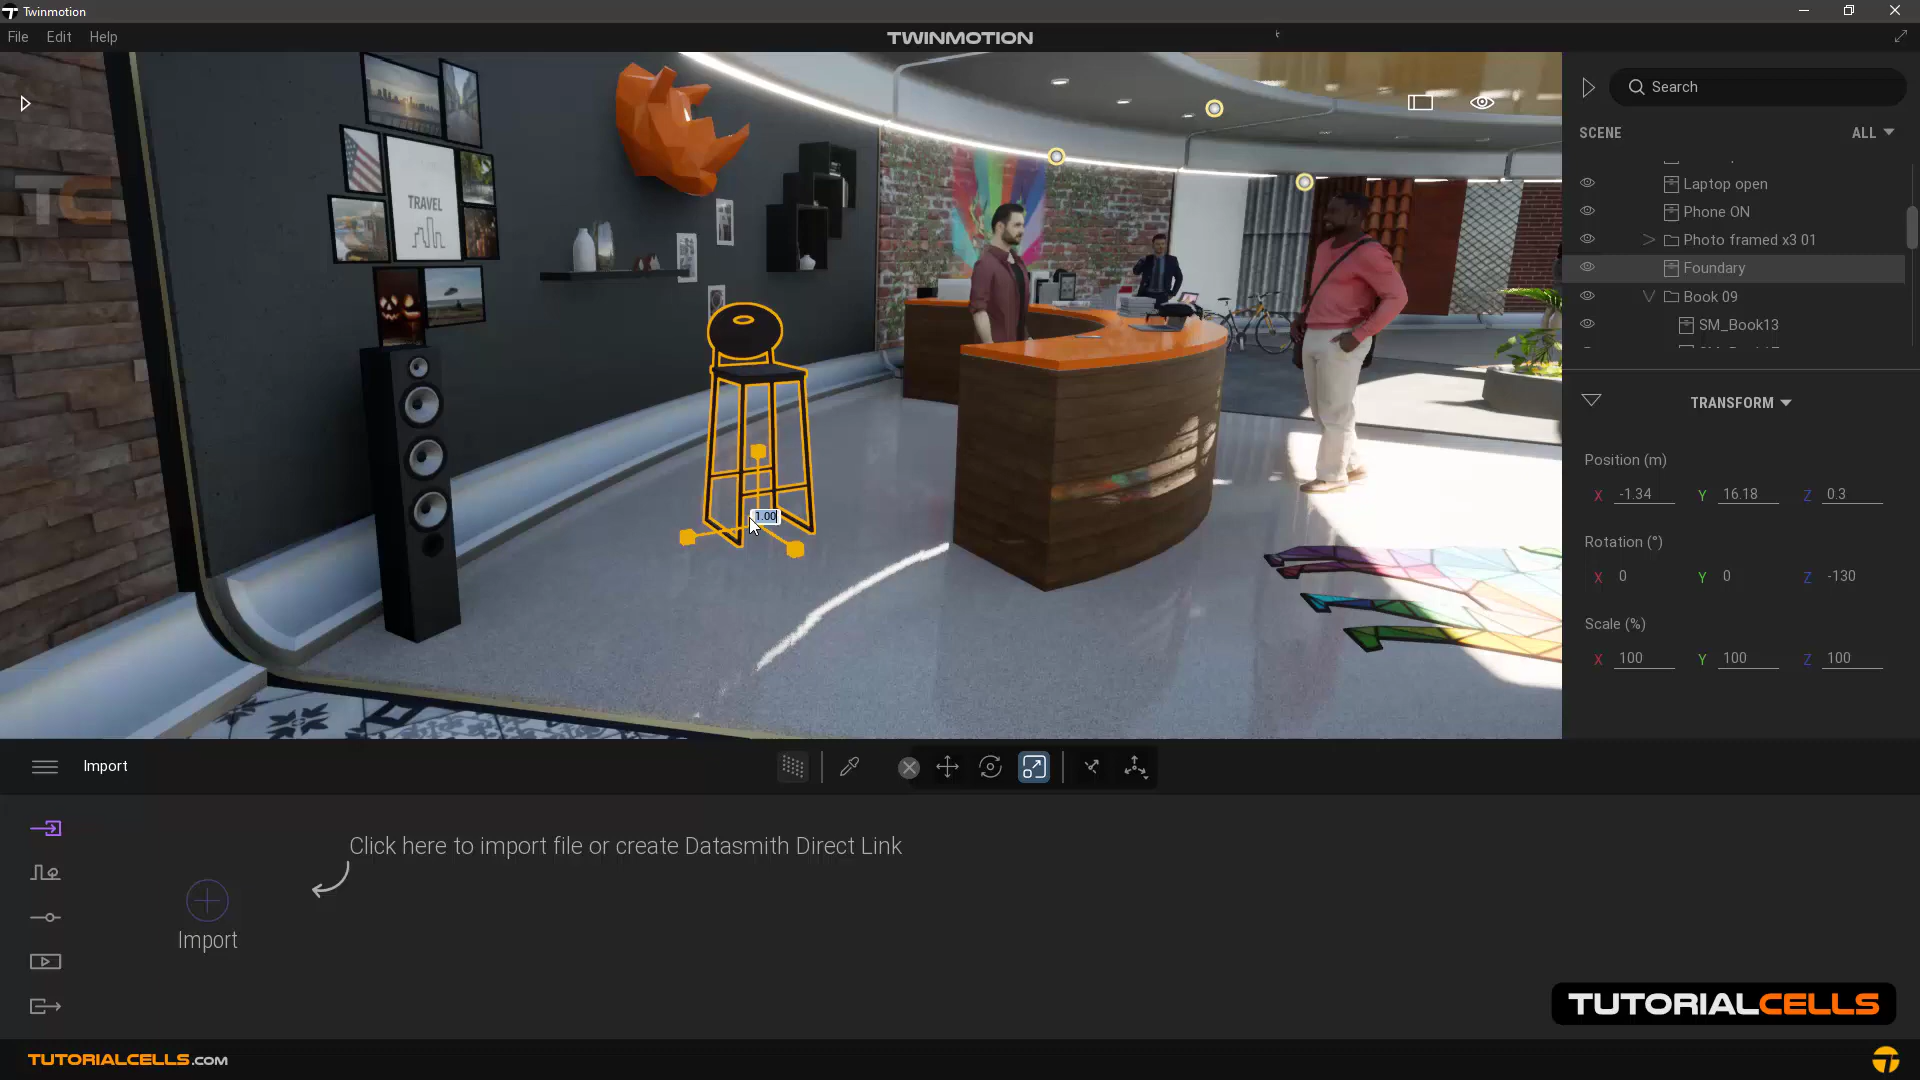 Twinmotion
File Edit Help
TWINMOTION
TC
TRAVEL
1.00
Search
SCENE
ALL
Laptop open
Phone ON
Photo framed x3 01
Foundary
Book 09
SM_Book13
TRANSFORM
Position (m)
X -1.34 Y 16.18 Z 0.3
Rotation (°)
X 0 Y 0 Z -130
Scale (%)
X 100 Y 100 Z 100
Import
Click here to import file or create Datasmith Direct Link
Import
TUTORIALCELLS
TUTORIALCELLS.COM